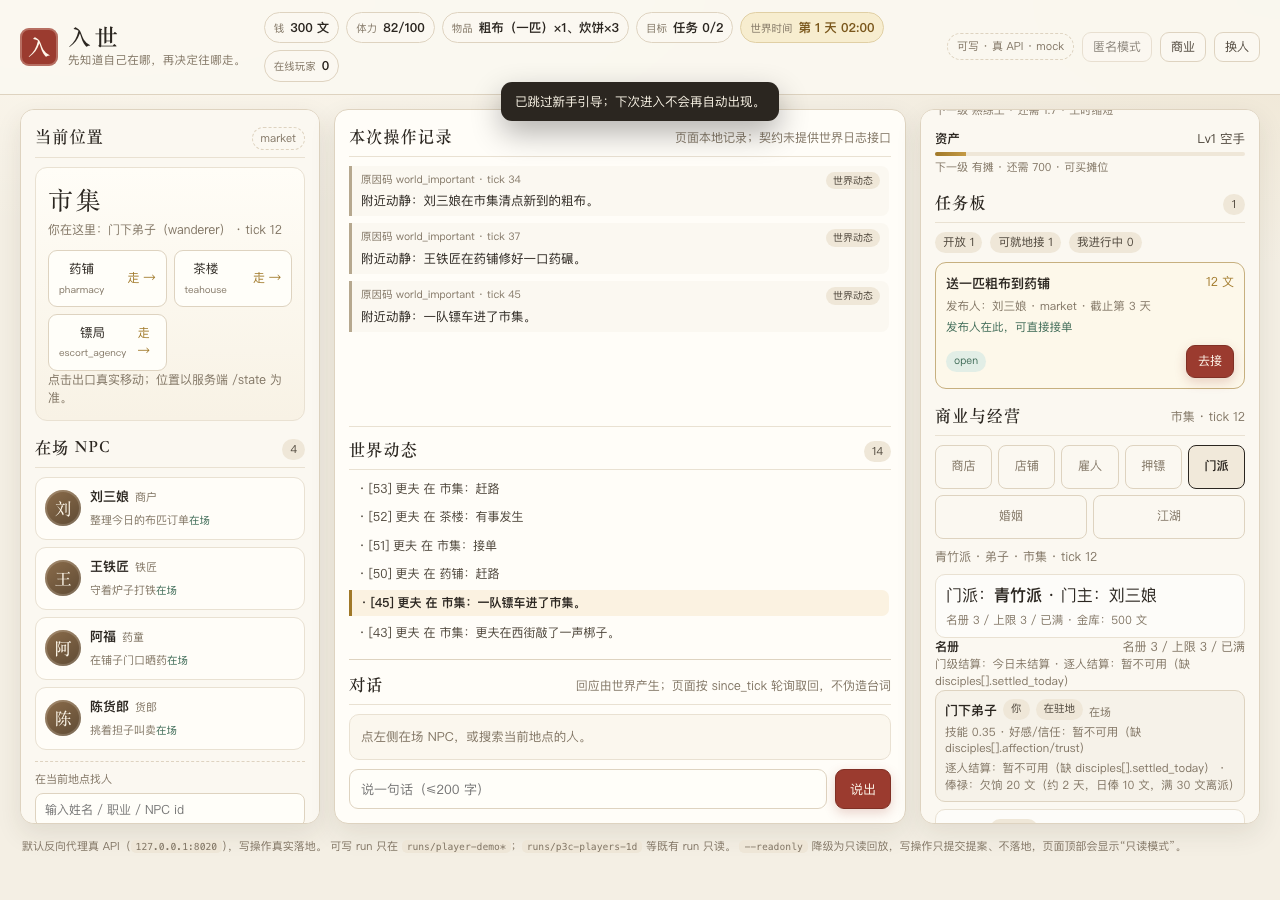 入
入世
先知道自己在哪，再决定往哪走。
钱 300 文
体力 82/100
物品 粗布（一匹）×1、炊饼×3
目标 任务 0/2
世界时间 第 1 天 02:00
在线玩家 0
可写 · 真 API · mock
匿名模式
商业
换人
已跳过新手引导；下次进入不会再自动出现。
当前位置
market
市集
你在这里：门下弟子（wanderer） · tick 12
药铺
pharmacy
走 →
茶楼
teahouse
走 →
镖局
escort_agency
走
→
点击出口真实移动；位置以服务端 /state 为
准。
在场 NPC
4
刘
刘三娘 商户
整理今日的布匹订单在场
王
王铁匠 铁匠
守着炉子打铁在场
阿
阿福 药童
在铺子门口晒药在场
陈
陈货郎 货郎
挑着担子叫卖在场
在当前地点找人
输入姓名 / 职业 / NPC id
本次操作记录
页面本地记录；契约未提供世界日志接口
原因码 world_important · tick 34
世界动态
附近动静：刘三娘在市集清点新到的粗布。
原因码 world_important · tick 37
世界动态
附近动静：王铁匠在药铺修好一口药碾。
原因码 world_important · tick 45
世界动态
附近动静：一队镖车进了市集。
世界动态
14
· [53] 更夫 在 市集：赶路
· [52] 更夫 在 茶楼：有事发生
· [51] 更夫 在 市集：接单
· [50] 更夫 在 药铺：赶路
· [45] 更夫 在 市集：一队镖车进了市集。
· [43] 更夫 在 市集：更夫在西街敲了一声梆子。
对话
回应由世界产生；页面按 since_tick 轮询取回，不伪造台词
点左侧在场 NPC，或搜索当前地点的人。
说一句话（≤200 字）
说出
资产
Lv1 空手
下一级 有摊 · 还需 700 · 可买摊位
任务板
1
开放 1
可就地接 1
我进行中 0
送一匹粗布到药铺
12 文
发布人：刘三娘 · market · 截止第 3 天
发布人在此，可直接接单
open
去接
商业与经营
市集 · tick 12
商店
店铺
雇人
押镖
门派
婚姻
江湖
青竹派 · 弟子 · 市集 · tick 12
门派：青竹派 · 门主：刘三娘
名册 3 / 上限 3 / 已满 · 金库：500 文
名册
名册 3 / 上限 3 / 已满
门级结算：今日未结算 · 逐人结算：暂不可用（缺
disciples[].settled_today)
门下弟子 你 在驻地 在场
技能 0.35 · 好感/信任：暂不可用（缺
disciples[].affection/trust)
逐人结算：暂不可用（缺 disciples[].settled_today） ·
俸禄：欠饷 20 文（约 2 天，日俸 10 文，满 30 文离派）
默认反向代理真 API（ 127.0.0.1:8020 ），写操作真实落地。 可写 run 只在 runs/player-demo* ； runs/p3c-players-1d 等既有 run 只读。 --readonly 降级为只读回放，写操作只提交提案、不落地，页面顶部会显示“只读模式”。